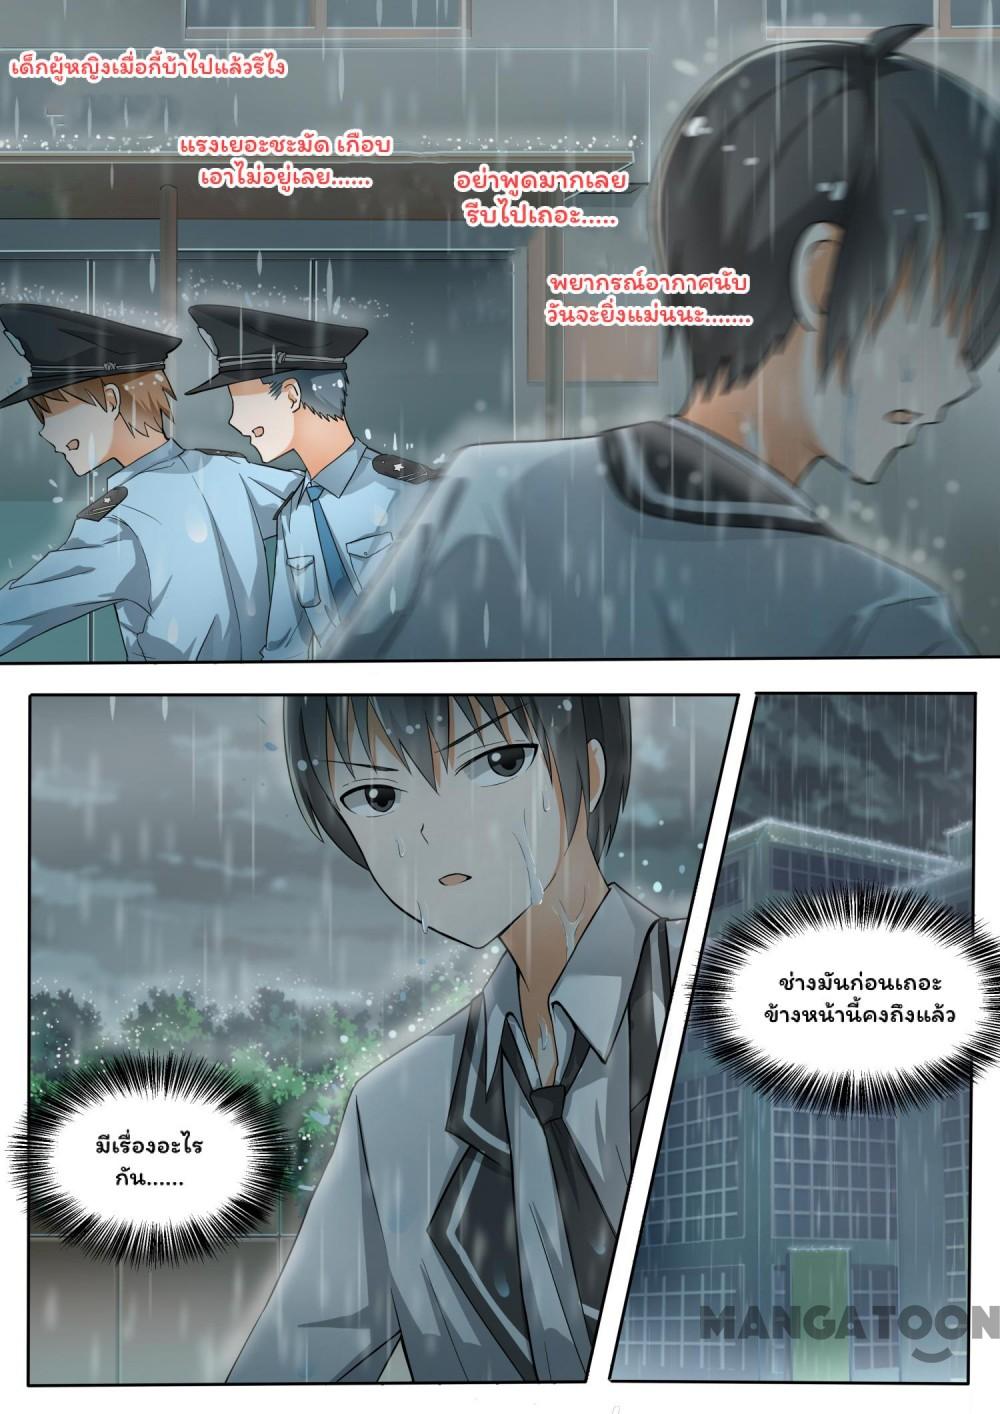 เด็กผู้หญิงเมื่อกี้บ้าไปแล้วรึไง
แรงเยอะชะมัด เกือบ
เอาไม่อยู่เลย......
อย่าพูดมากเลย
รีบไปเถอะ.....
พยากรณ์อากาศนับ
วันจะยิ่งแม่นนะ.......
มีเรื่องอะไร
กัน......
ช่างมันก่อนเถอะ
ข้างหน้านี้คงถึงแล้ว
MANGATOON